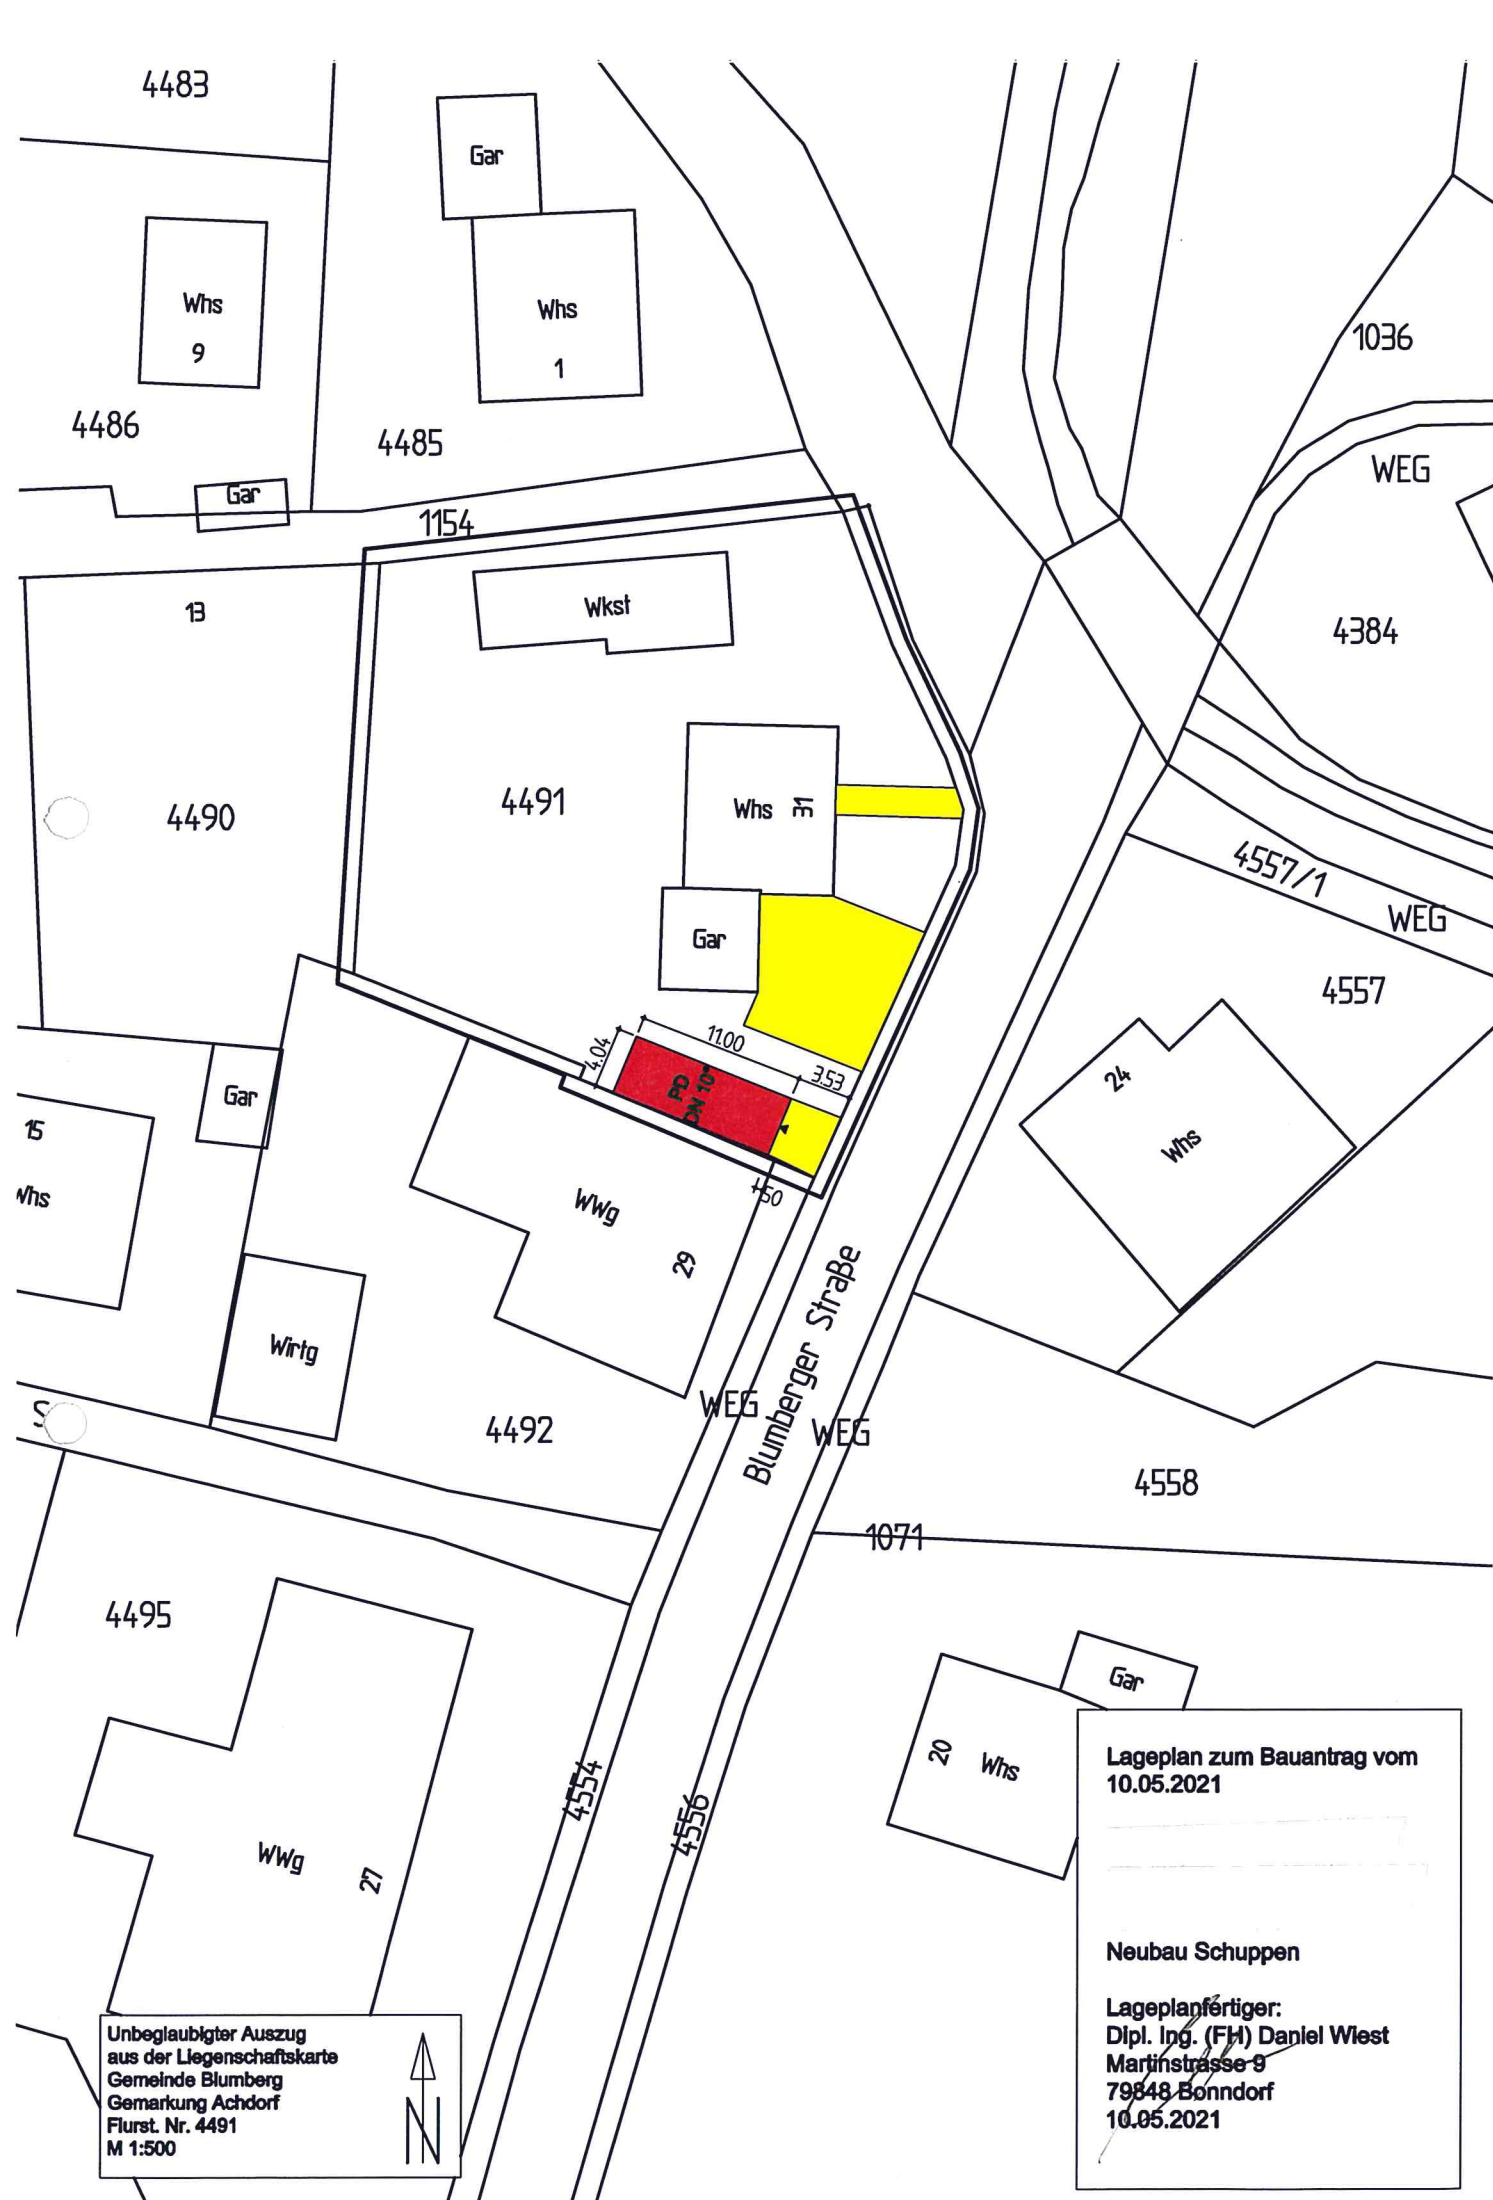 4483
Gar
Whs
9
Whs
1
1036
4486
4485
WEG
Gar
1154
13
Wkst
4384
4490
4491
Whs
31
4557/1
WEG
Gar
4557
4.04
11.00
3.53
PD
DN 10°
24
Whs
Gar
15
Whs
WWg
29
Blumberger Straße
Wirtg
WEG
WEG
S
4492
4558
1071
4495
Gar
20
Whs
4554
4556
WWg
27
Lageplan zum Bauantrag vom
10.05.2021
Neubau Schuppen
Lageplanfertiger:
Dipl. Ing. (FH) Daniel Wiest
Martinstrasse 9
79848 Bonndorf
10.05.2021
Unbeglaubigter Auszug
aus der Liegenschaftskarte
Gemeinde Blumberg
Gemarkung Achdorf
Flurst. Nr. 4491
M 1:500
N